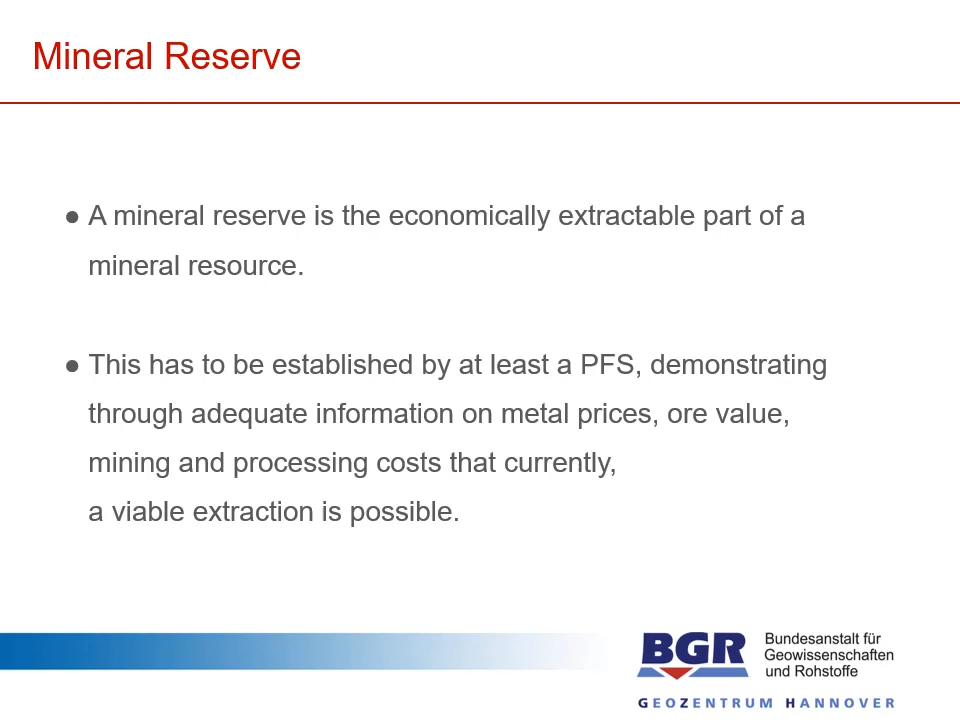 Mineral Reserve
● A mineral reserve is the economically extractable part of a
mineral resource.
● This has to be established by at least a PFS, demonstrating
through adequate information on metal prices, ore value,
mining and processing costs that currently,
a viable extraction is possible.
BGR
Bundesanstalt für
Geowissenschaften
und Rohstoffe
GEOZENTRUM HANNOVER